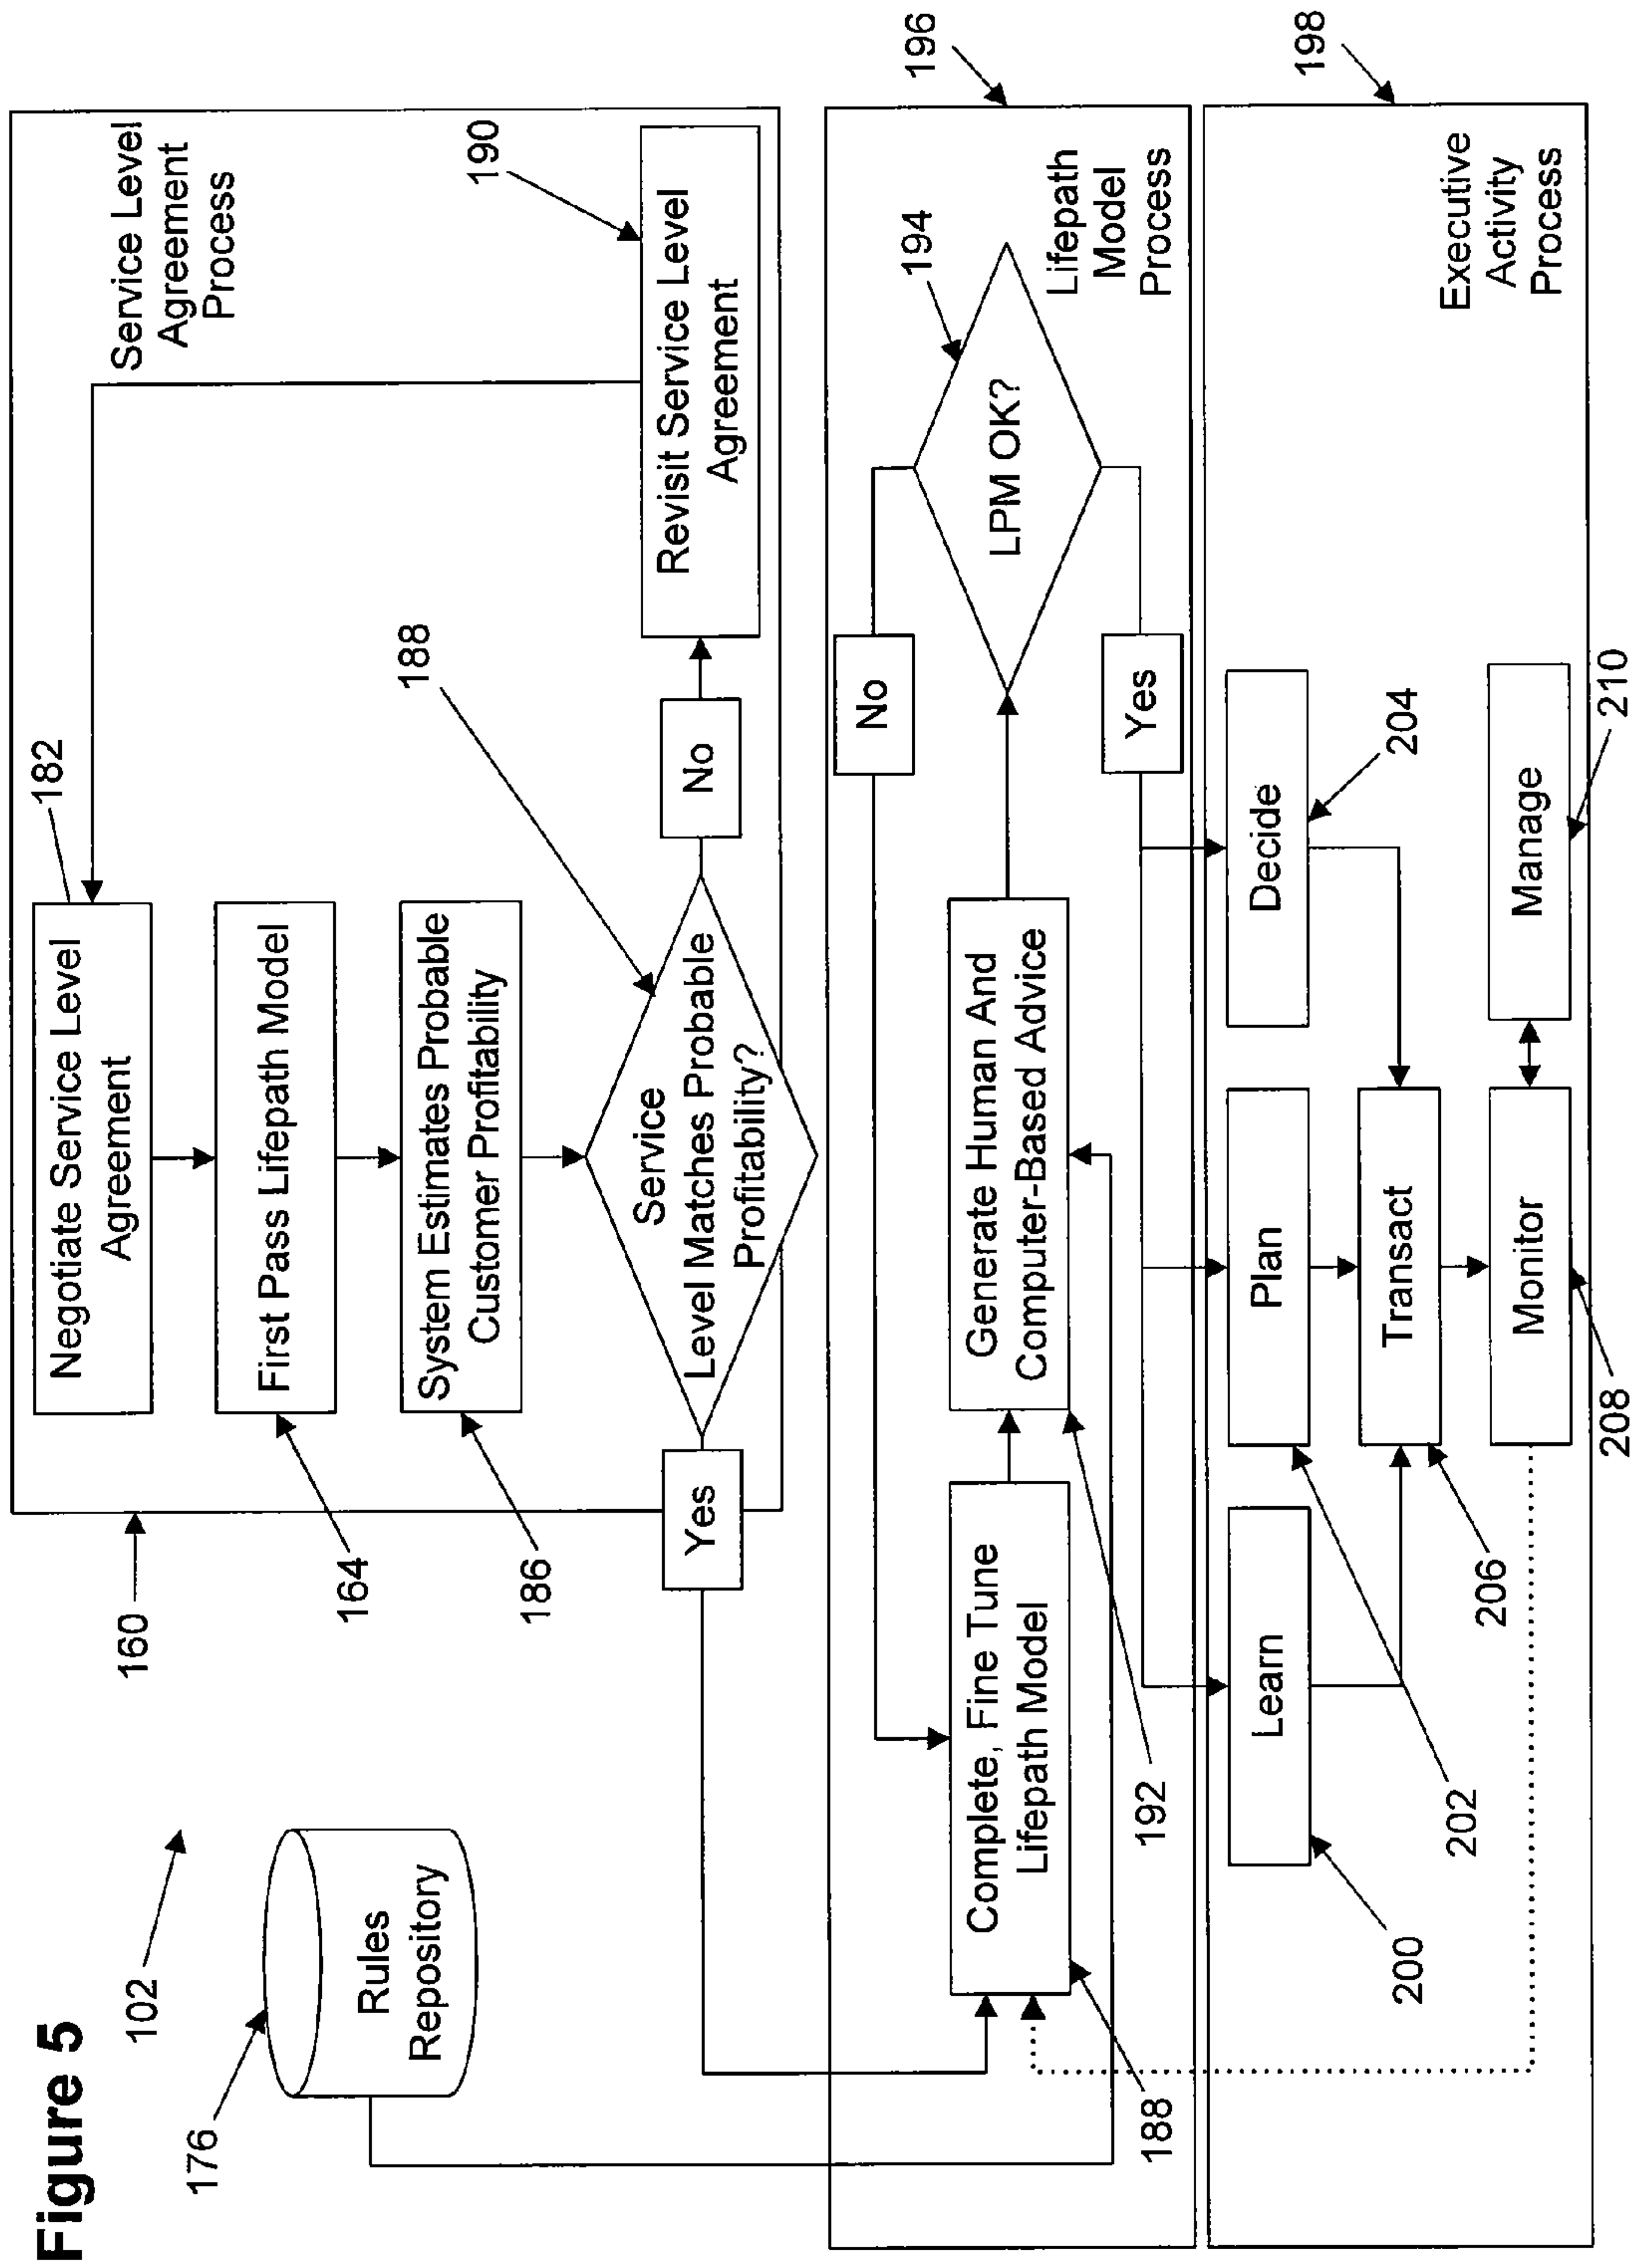 Figure 5
102
176
Rules
Repository
160
164
186
Service Level
Agreement
Process
182
Negotiate Service Level
Agreement
First Pass Lifepath Model
System Estimates Probable
Customer Profitability
188
Service
Level Matches Probable
Profitability?
Yes
No
190
Revisit Service Level
Agreement
196
No
194
LPM OK?
Lifepath
Model
Process
Complete, Fine Tune
Lifepath Model
Generate Human And
Computer-Based Advice
188
192
Yes
198
Executive
Activity
Process
Learn
Plan
Decide
200
202
204
Transact
206
Monitor
Manage
208
210